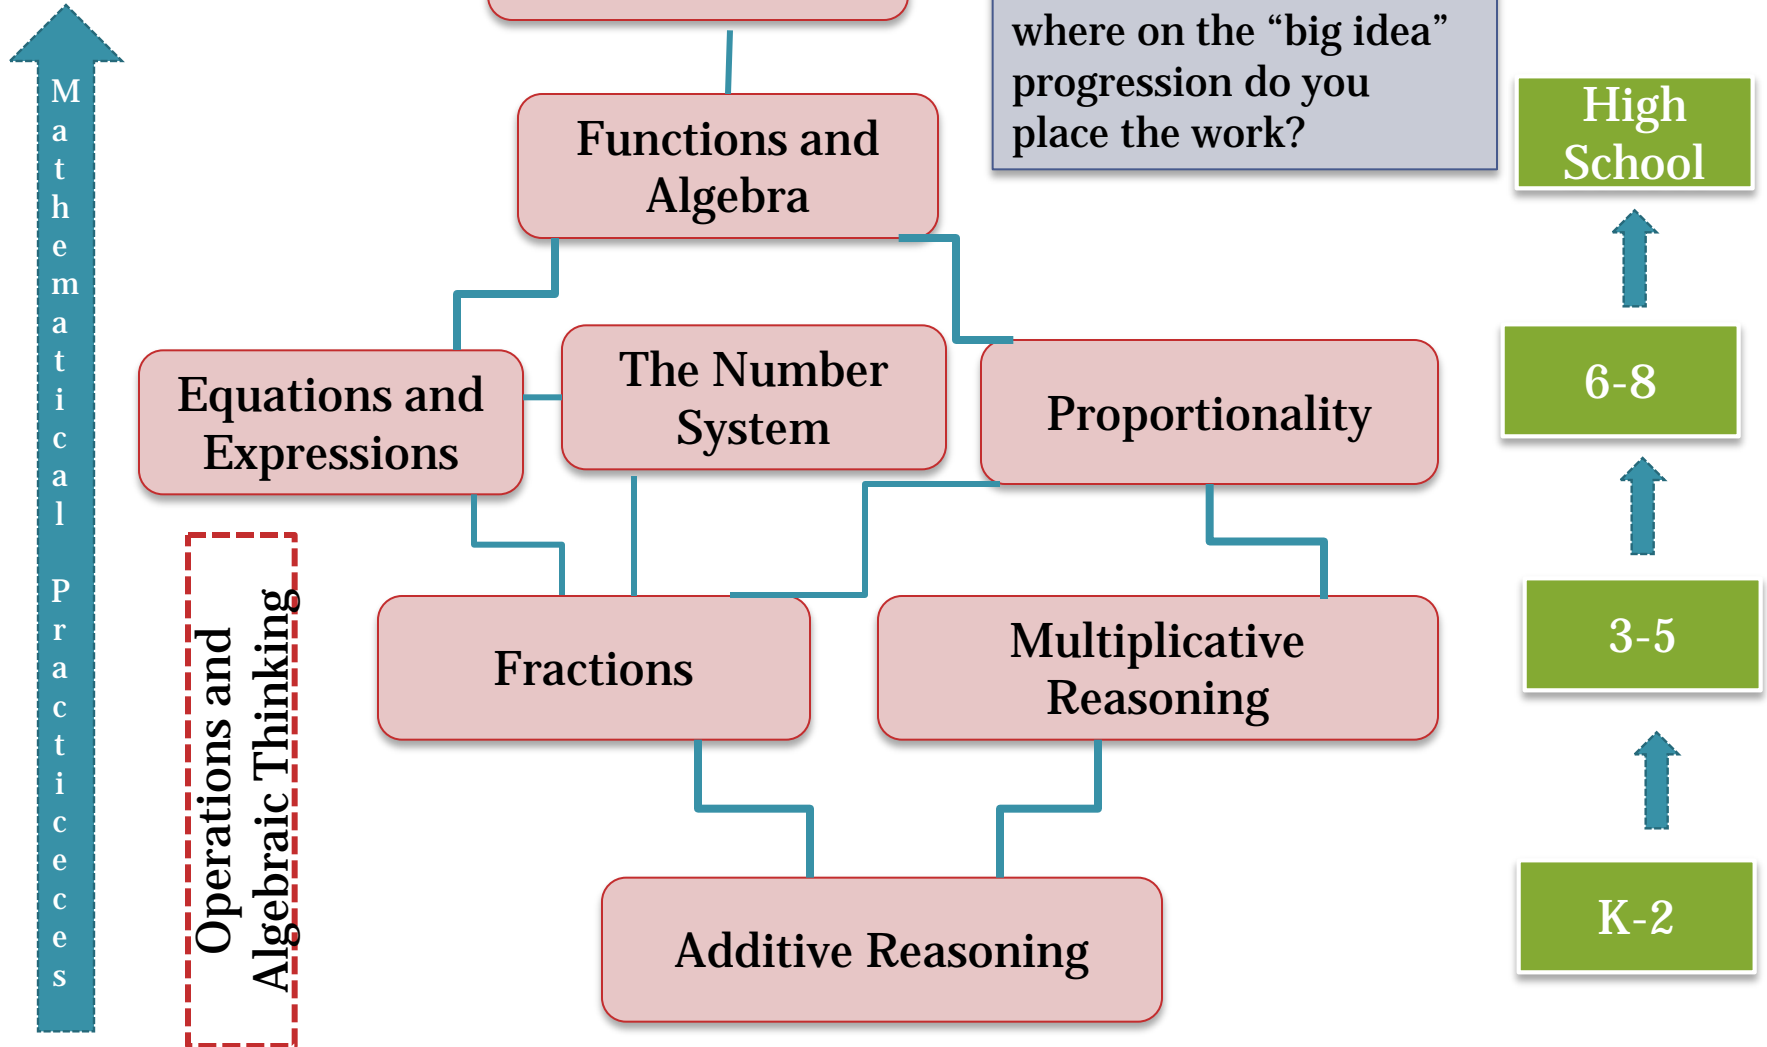 Mathematical Practiceces
where on the “big idea”
progression do you
place the work?
High
School
Functions and
Algebra
The Number
System
6-8
Equations and
Expressions
Proportionality
Operations and
Algebraic Thinking
Fractions
Multiplicative
Reasoning
3-5
Additive Reasoning
K-2